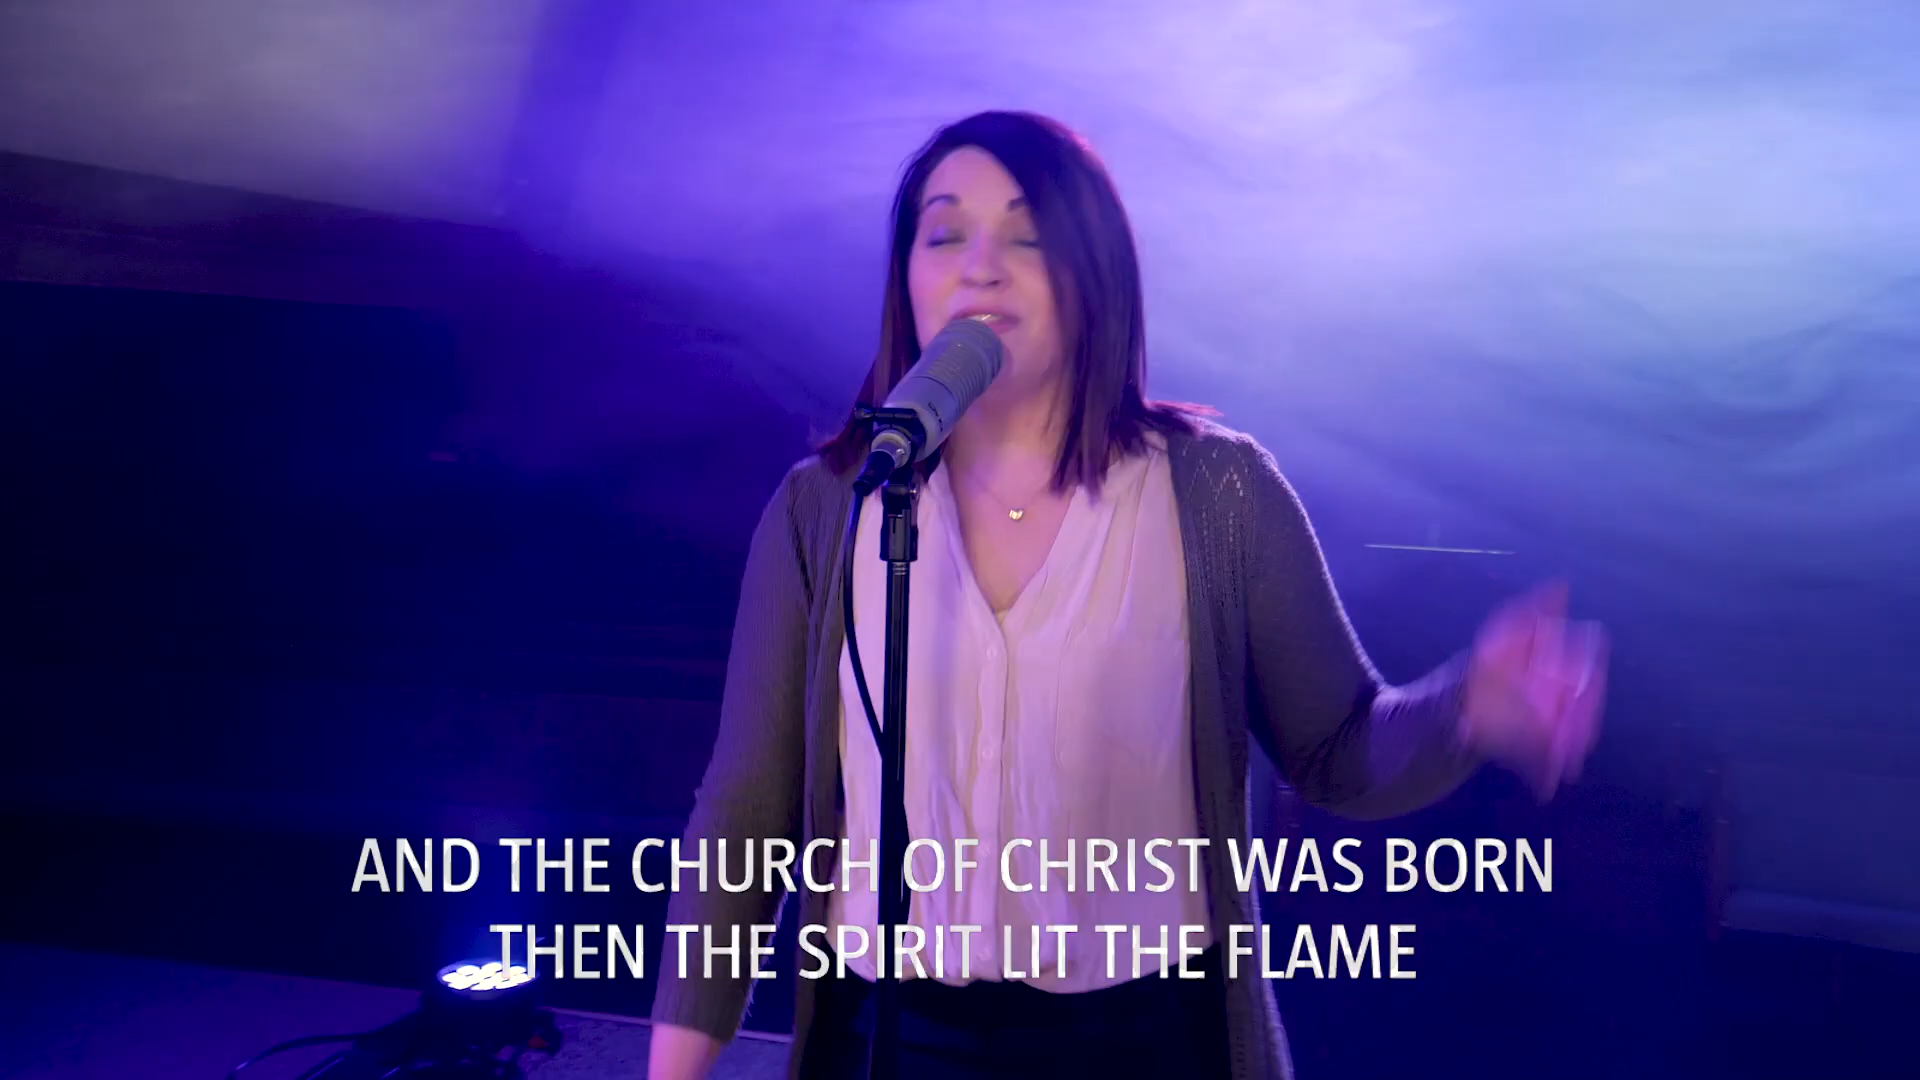 AND THE CHURCH OF CHRIST WAS BORN
THEN THE SPIRIT LIT THE FLAME